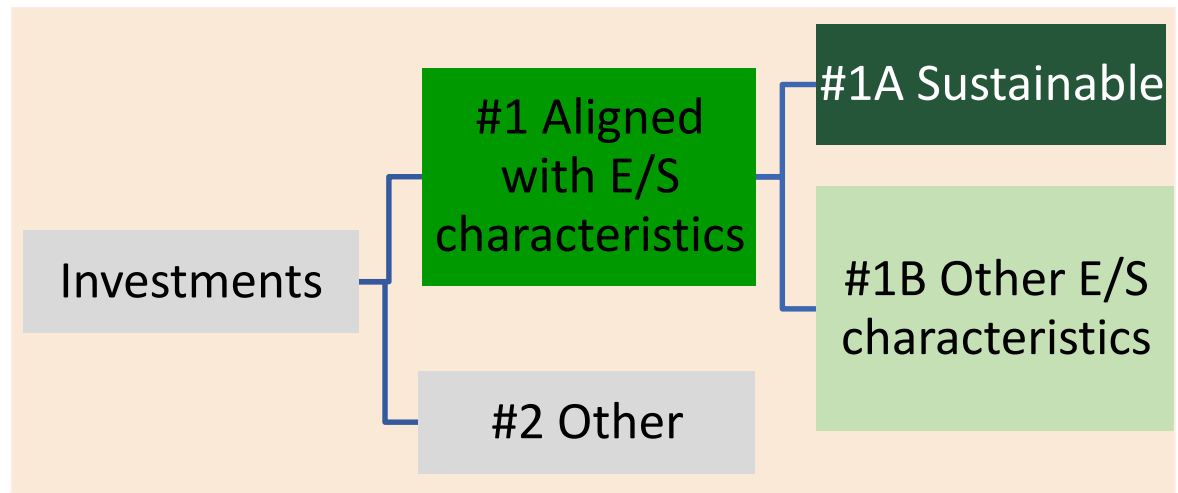 Investments
#1 Aligned
with E/S
characteristics
#2 Other
#1A Sustainable
#1B Other E/S
characteristics